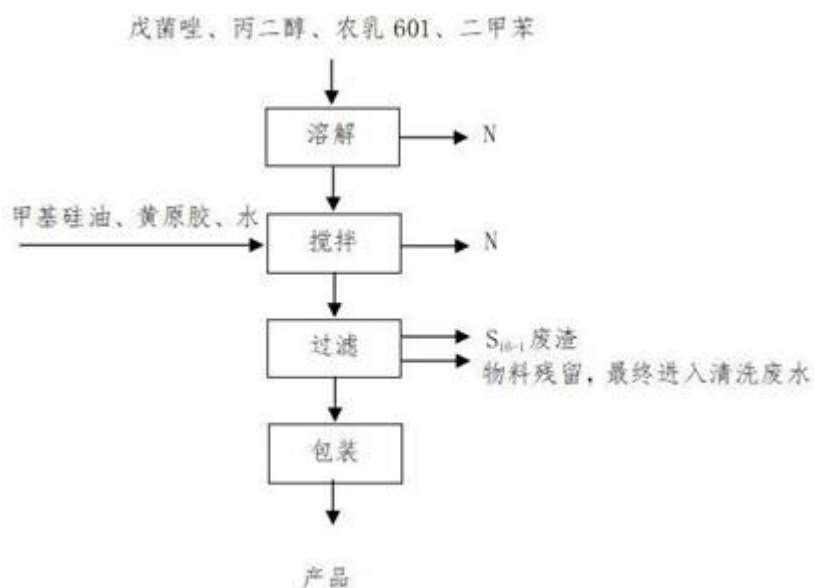 戊菌唑、丙二醇、农乳 601、二甲苯
溶解
N
甲基硅油、黄原胶、水
搅拌
N
过滤
S16-1 废渣
物料残留，最终进入清洗废水
包装
产品